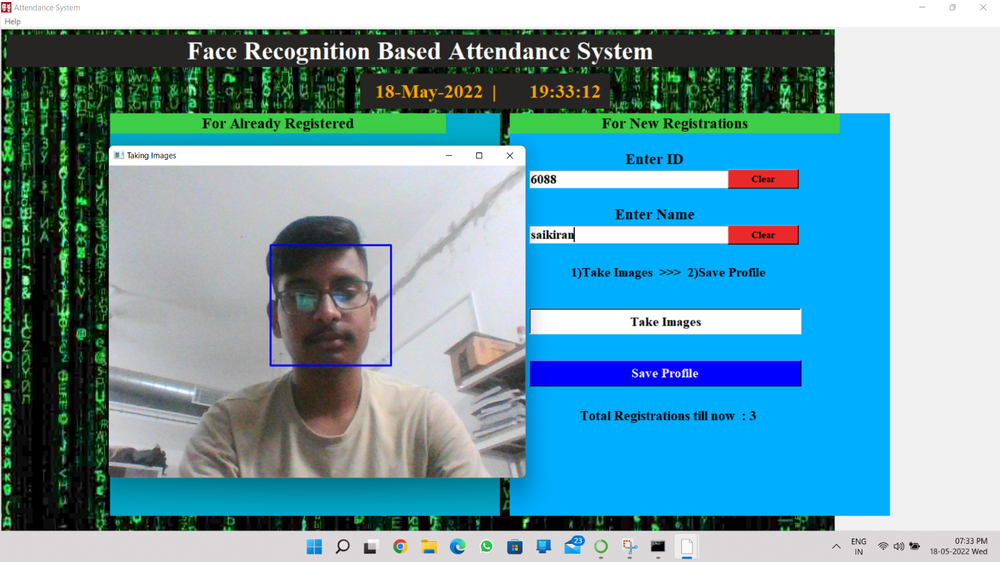 Attendance System
Help
Face Recognition Based Attendance System
18-May-2022 | 19:33:12
For Already Registered
For New Registrations
Taking Images
Enter ID
6088
Clear
Enter Name
saikiran
Clear
1)Take Images >>> 2)Save Profile
Take Images
Save Profile
Total Registrations till now : 3
23
ENG
IN
07:33 PM
18-05-2022 Wed